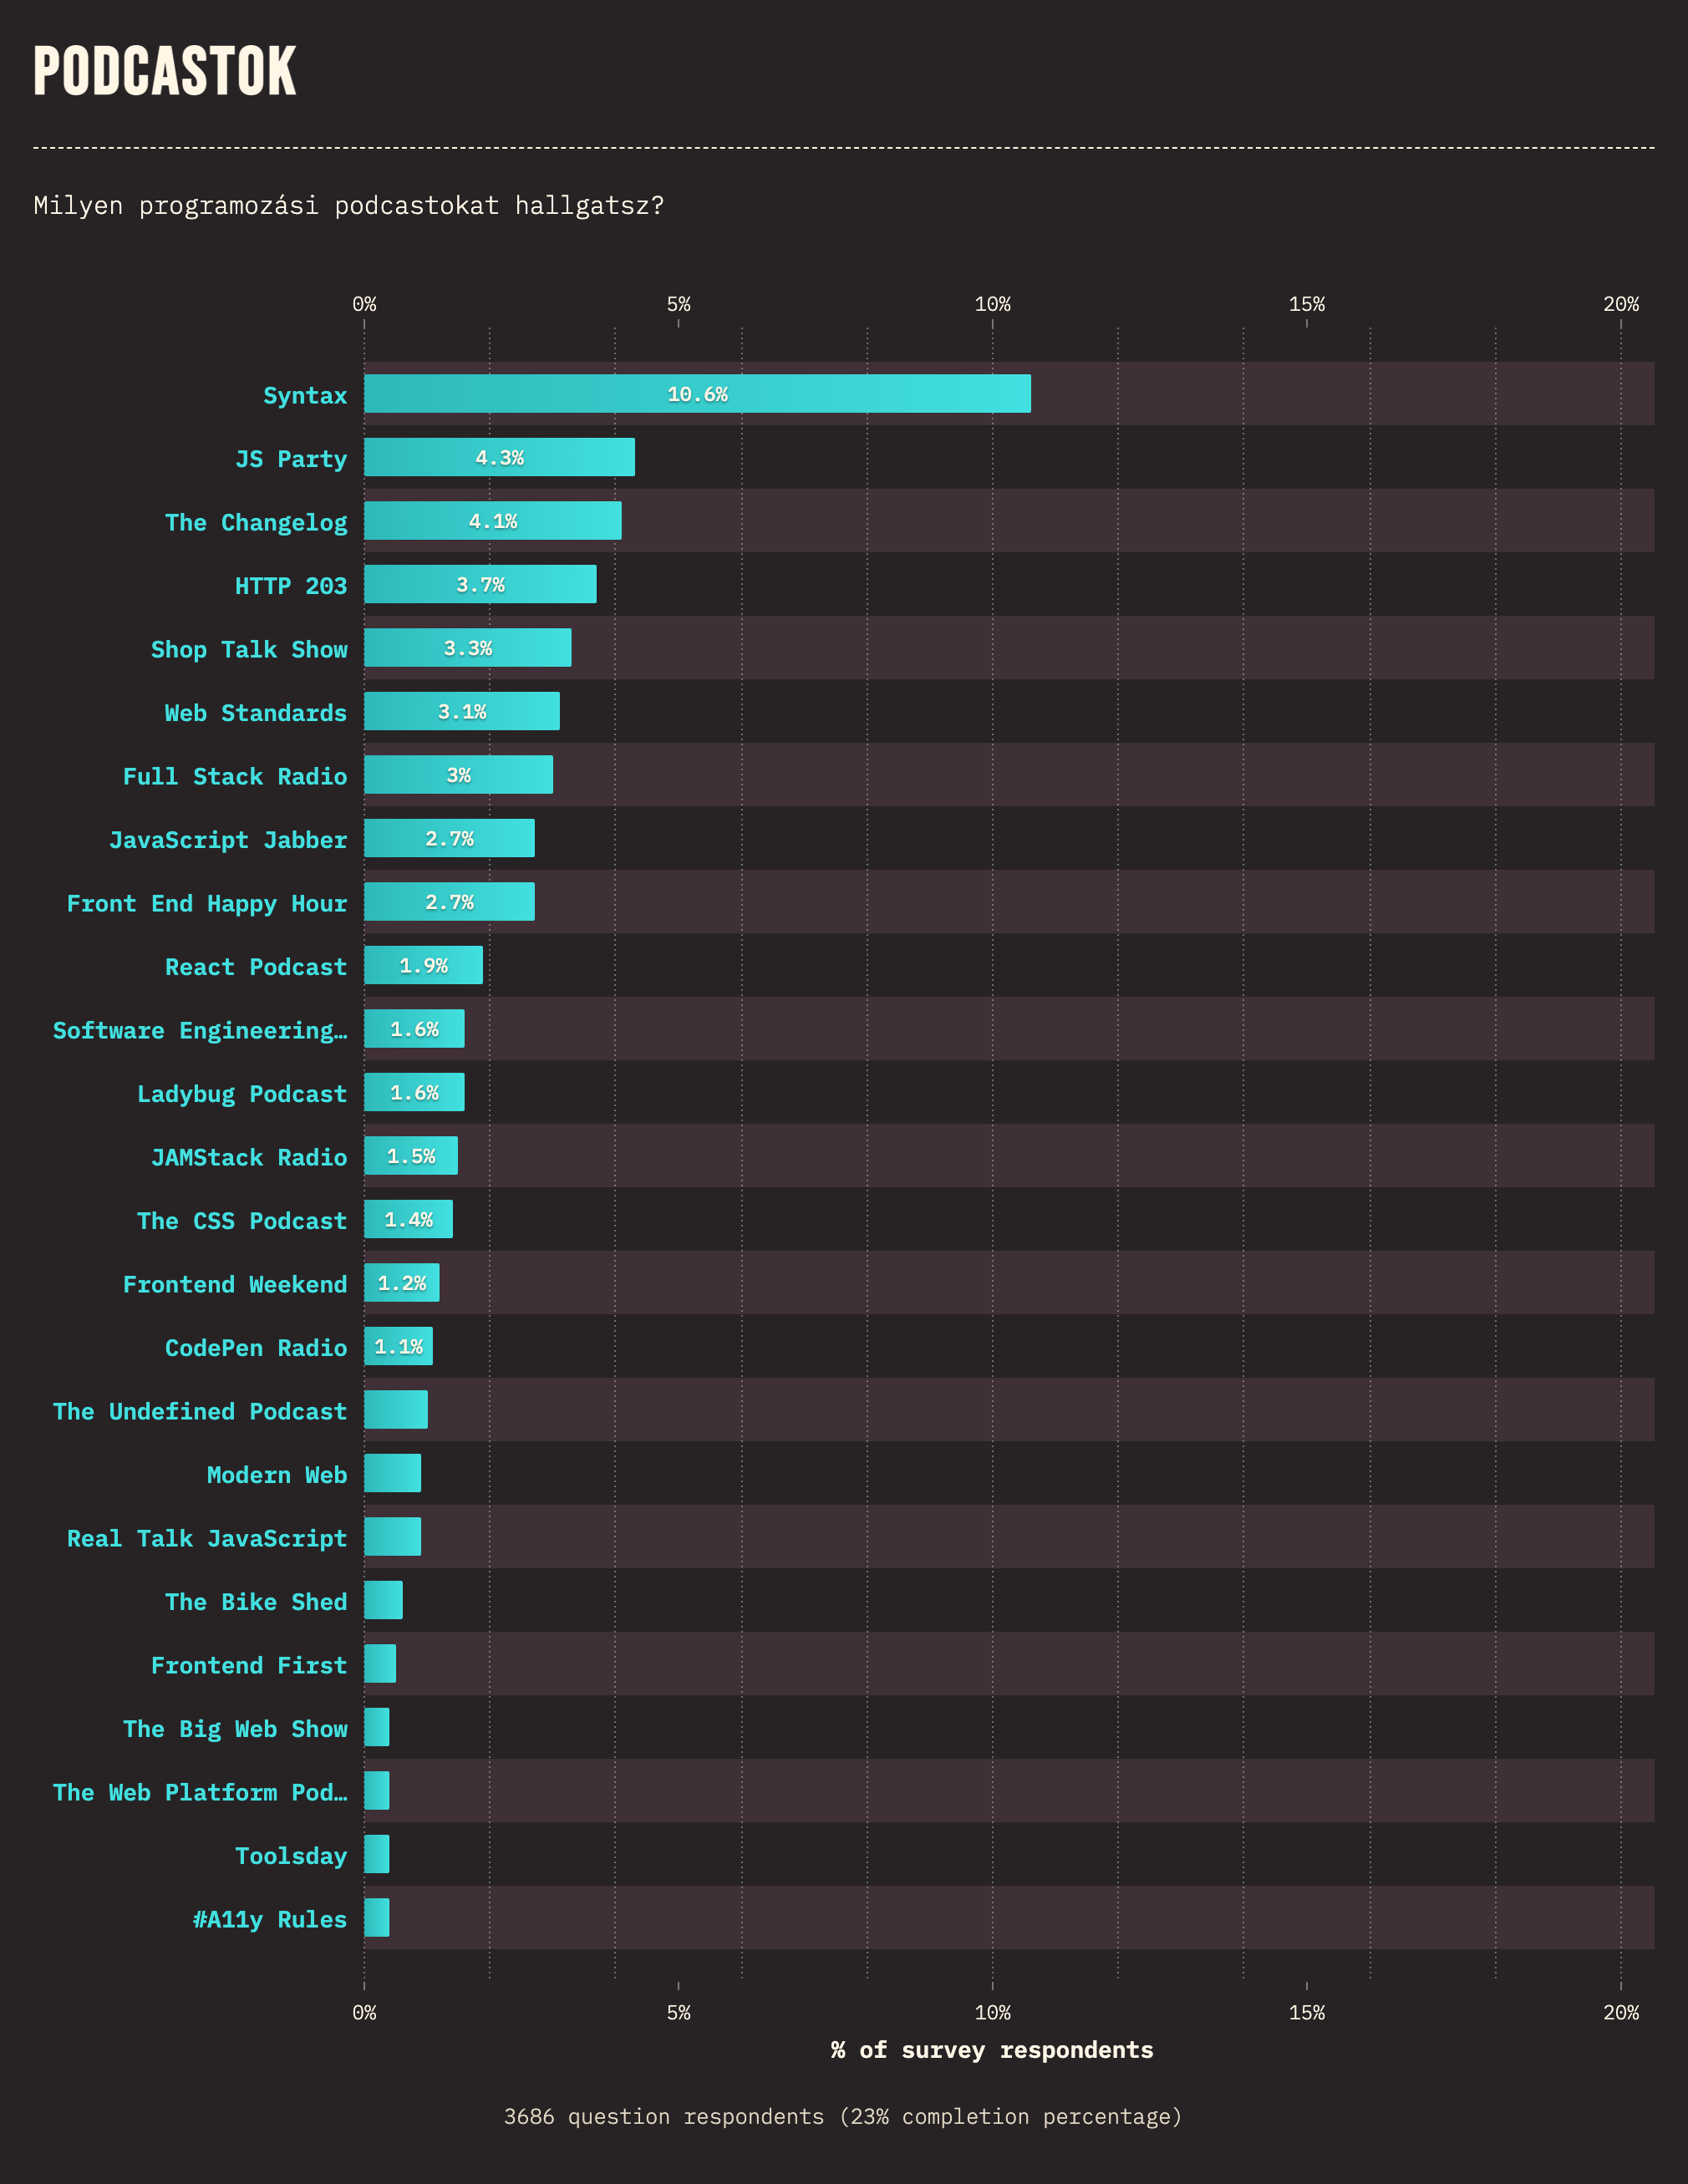 PODCASTOK
Milyen programozási podcastokat hallgatsz?
0% 5% 10% 15% 20%
Syntax 10.6%
JS Party 4.3%
The Changelog 4.1%
HTTP 203 3.7%
Shop Talk Show 3.3%
Web Standards 3.1%
Full Stack Radio 3%
JavaScript Jabber 2.7%
Front End Happy Hour 2.7%
React Podcast 1.9%
Software Engineering… 1.6%
Ladybug Podcast 1.6%
JAMStack Radio 1.5%
The CSS Podcast 1.4%
Frontend Weekend 1.2%
CodePen Radio 1.1%
The Undefined Podcast
Modern Web
Real Talk JavaScript
The Bike Shed
Frontend First
The Big Web Show
The Web Platform Pod…
Toolsday
#A11y Rules
0% 5% 10% 15% 20%
% of survey respondents
3686 question respondents (23% completion percentage)